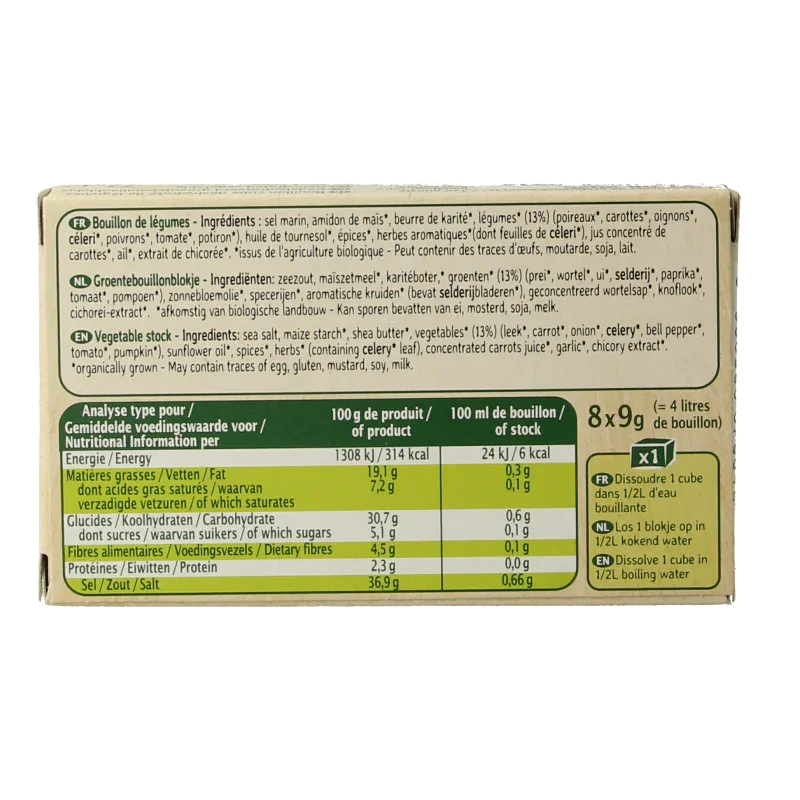 FR Bouillon de légumes - Ingrédients : sel marin, amidon de maïs*, beurre de karité*, légumes* (13%) (poireaux*, carottes*, oignons*,
céleri*, poivrons*, tomate*, potiron*), huile de tournesol*, épices*, herbes aromatiques*(dont feuilles de céleri*), jus concentré de
carottes*, ail*, extrait de chicorée*. *issus de l'agriculture biologique - Peut contenir des traces d'œufs, moutarde, soja, lait.
NL Groentebouillonblokje - Ingrediënten: zeezout, maïszetmeel*, karitéboter,* groenten* (13%) (prei*, wortel*, ui*, selderij*, paprika*,
tomaat*, pompoen*), zonnebloemolie*, specerijen*, aromatische kruiden* (bevat selderijbladeren*), geconcentreerd wortelsap*, knoflook*,
cichorei-extract*. *afkomstig van biologische landbouw - Kan sporen bevatten van ei, mosterd, soja, melk.
EN Vegetable stock - Ingredients: sea salt, maize starch*, shea butter*, vegetables* (13%) (leek*, carrot*, onion*, celery*, bell pepper*,
tomato*, pumpkin*), sunflower oil*, spices*, herbs* (containing celery* leaf), concentrated carrots juice*, garlic*, chicory extract*.
*organically grown - May contain traces of egg, gluten, mustard, soy, milk.
Analyse type pour /
Gemiddelde voedingswaarde voor /
Nutritional Information per
100 g de produit /
of product
100 ml de bouillon /
of stock
Energie / Energy 1308 kJ / 314 kcal 24 kJ / 6 kcal
Matières grasses / Vetten / Fat 19,1 g 0,3 g
dont acides gras saturés / waarvan 7,2 g 0,1 g
verzadigde vetzuren / of which saturates
Glucides / Koolhydraten / Carbohydrate 30,7 g 0,6 g
dont sucres / waarvan suikers / of which sugars 5,1 g 0,1 g
Fibres alimentaires / Voedingsvezels / Dietary fibres 4,5 g 0,1 g
Protéines / Eiwitten / Protein 2,3 g 0,0 g
Sel / Zout / Salt 36,9 g 0,66 g
8 x 9g (= 4 litres
de bouillon)
x1
FR Dissoudre 1 cube
dans 1/2L d'eau
bouillante
NL Los 1 blokje op in
1/2L kokend water
EN Dissolve 1 cube in
1/2L boiling water